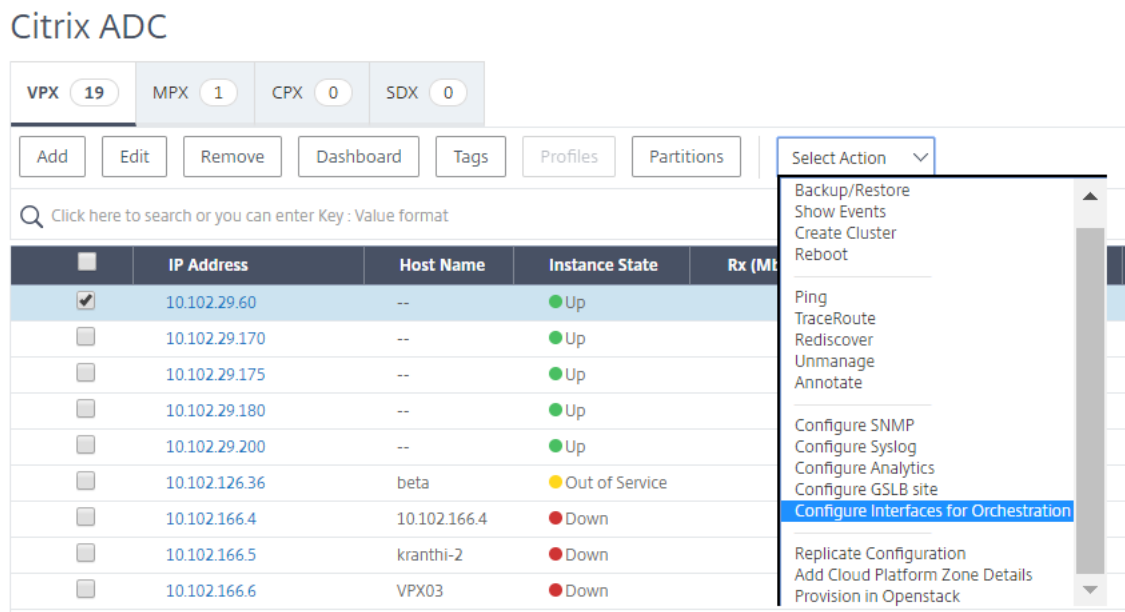 Citrix ADC
VPX 19 MPX 1 CPX 0 SDX 0
Add Edit Remove Dashboard Tags Profiles Partitions Select Action
Click here to search or you can enter Key : Value format
IP Address Host Name Instance State Rx (Mb
10.102.29.60 -- Up
10.102.29.170 -- Up
10.102.29.175 -- Up
10.102.29.180 -- Up
10.102.29.200 -- Up
10.102.126.36 beta Out of Service
10.102.166.4 10.102.166.4 Down
10.102.166.5 kranthi-2 Down
10.102.166.6 VPX03 Down
Backup/Restore
Show Events
Create Cluster
Reboot
Ping
TraceRoute
Rediscover
Unmanage
Annotate
Configure SNMP
Configure Syslog
Configure Analytics
Configure GSLB site
Configure Interfaces for Orchestration
Replicate Configuration
Add Cloud Platform Zone Details
Provision in Openstack